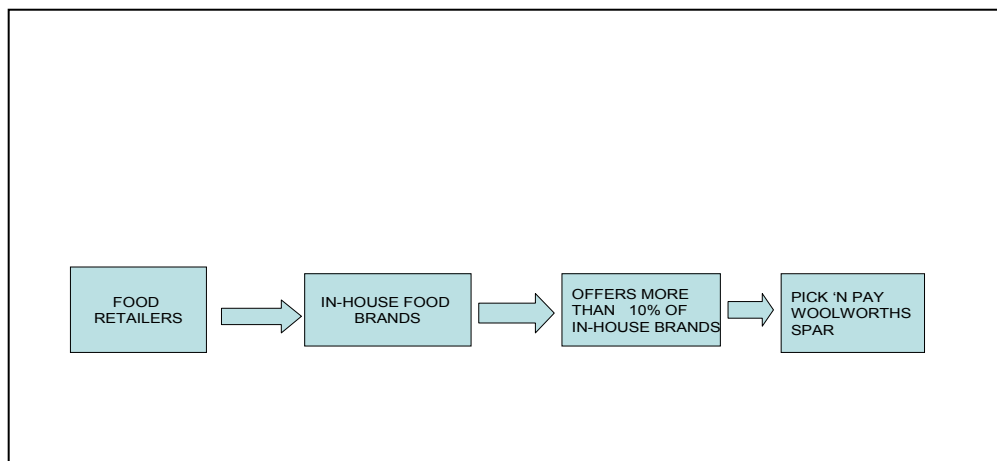 FOOD
RETAILERS
IN-HOUSE FOOD
BRANDS
OFFERS MORE
THAN 10% OF
IN-HOUSE BRANDS
PICK ‘N PAY
WOOLWORTHS
SPAR